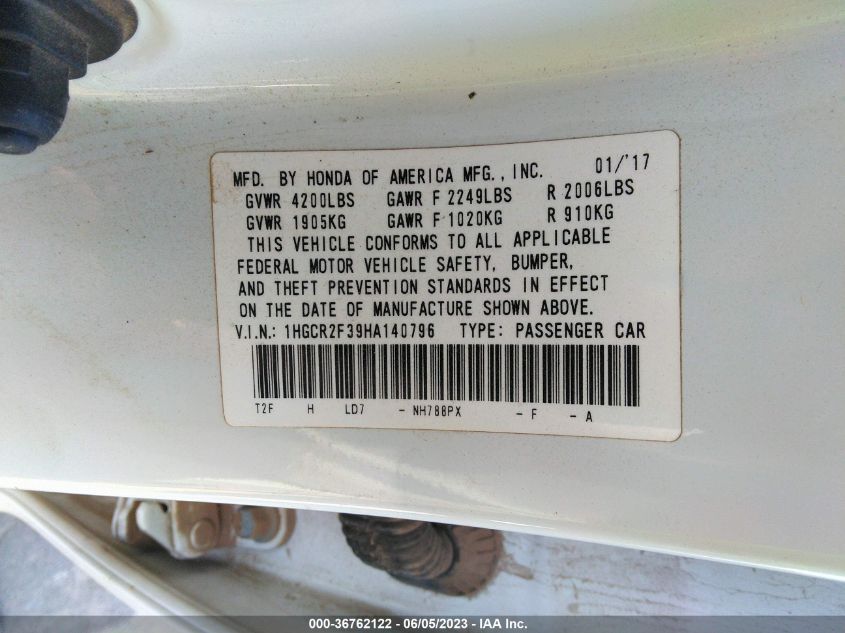 MFD. BY HONDA OF AMERICA MFG., INC. 01/'17
GVWR 4200LBS GAWR F 2249LBS R 2006LBS
GVWR 1905KG GAWR F 1020KG R 910KG
THIS VEHICLE CONFORMS TO ALL APPLICABLE
FEDERAL MOTOR VEHICLE SAFETY, BUMPER,
AND THEFT PREVENTION STANDARDS IN EFFECT
ON THE DATE OF MANUFACTURE SHOWN ABOVE.
V.I.N.: 1HGCR2F39HA140796 TYPE: PASSENGER CAR
T2F H LD7 - NH788PX - F - A
000-36762122 - 06/05/2023 - IAA Inc.